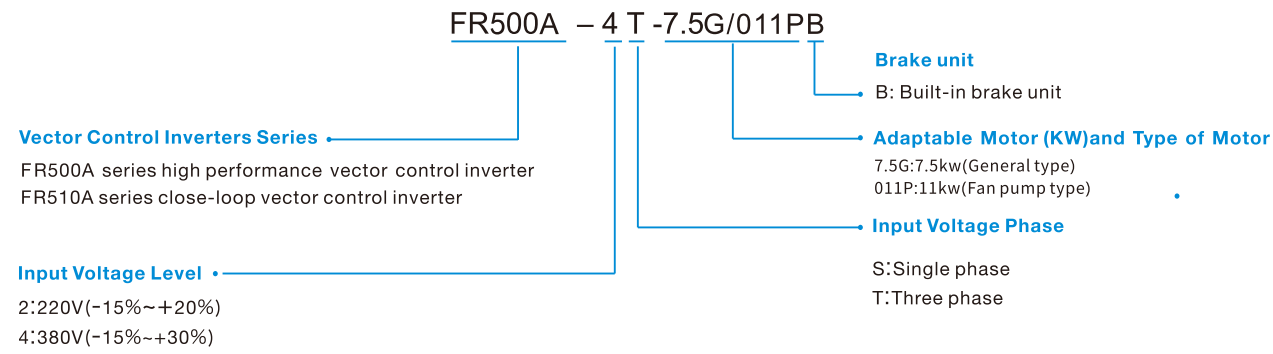 FR500A – 4 T -7.5G/011PB
Brake unit
B: Built-in brake unit
Vector Control Inverters Series
FR500A series high performance vector control inverter
FR510A series close-loop vector control inverter
Adaptable Motor (KW)and Type of Motor
7.5G:7.5kw(General type)
011P:11kw(Fan pump type)
Input Voltage Phase
S:Single phase
T:Three phase
Input Voltage Level
2:220V(-15%~+20%)
4:380V(-15%~+30%)